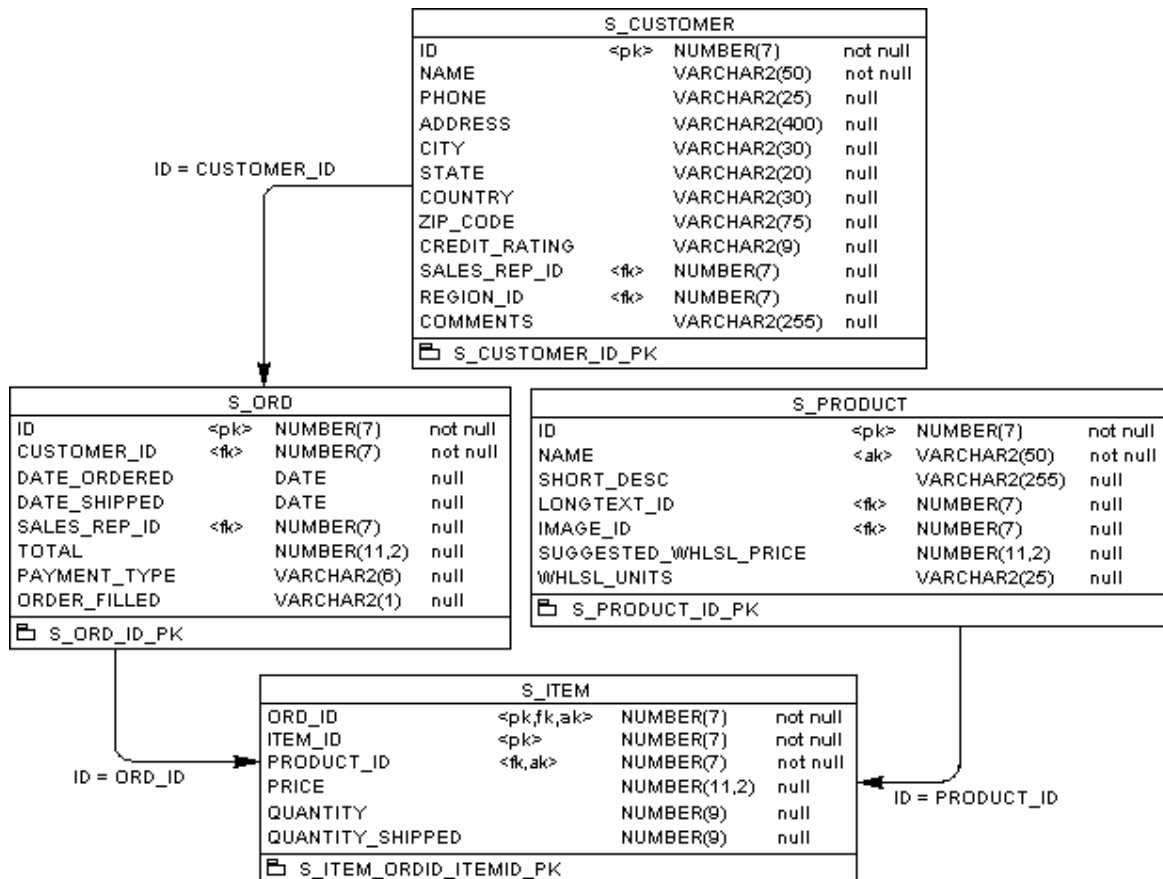 S_CUSTOMER
ID <pk> NUMBER(7) not null
NAME VARCHAR2(50) not null
PHONE VARCHAR2(25) null
ADDRESS VARCHAR2(400) null
CITY VARCHAR2(30) null
STATE VARCHAR2(20) null
COUNTRY VARCHAR2(30) null
ZIP_CODE VARCHAR2(75) null
CREDIT_RATING VARCHAR2(9) null
SALES_REP_ID <fk> NUMBER(7) null
REGION_ID <fk> NUMBER(7) null
COMMENTS VARCHAR2(255) null
S_CUSTOMER_ID_PK
ID = CUSTOMER_ID
S_ORD
ID <pk> NUMBER(7) not null
CUSTOMER_ID <fk> NUMBER(7) not null
DATE_ORDERED DATE null
DATE_SHIPPED DATE null
SALES_REP_ID <fk> NUMBER(7) null
TOTAL NUMBER(11,2) null
PAYMENT_TYPE VARCHAR2(6) null
ORDER_FILLED VARCHAR2(1) null
S_ORD_ID_PK
S_PRODUCT
ID <pk> NUMBER(7) not null
NAME <ak> VARCHAR2(50) not null
SHORT_DESC VARCHAR2(255) null
LONGTEXT_ID <fk> NUMBER(7) null
IMAGE_ID <fk> NUMBER(7) null
SUGGESTED_WHLSL_PRICE NUMBER(11,2) null
WHLSL_UNITS VARCHAR2(25) null
S_PRODUCT_ID_PK
ID = ORD_ID
S_ITEM
ORD_ID <pk,fk,ak> NUMBER(7) not null
ITEM_ID <pk> NUMBER(7) not null
PRODUCT_ID <fk,ak> NUMBER(7) not null
PRICE NUMBER(11,2) null
QUANTITY NUMBER(9) null
QUANTITY_SHIPPED NUMBER(9) null
S_ITEM_ORDID_ITEMID_PK
ID = PRODUCT_ID